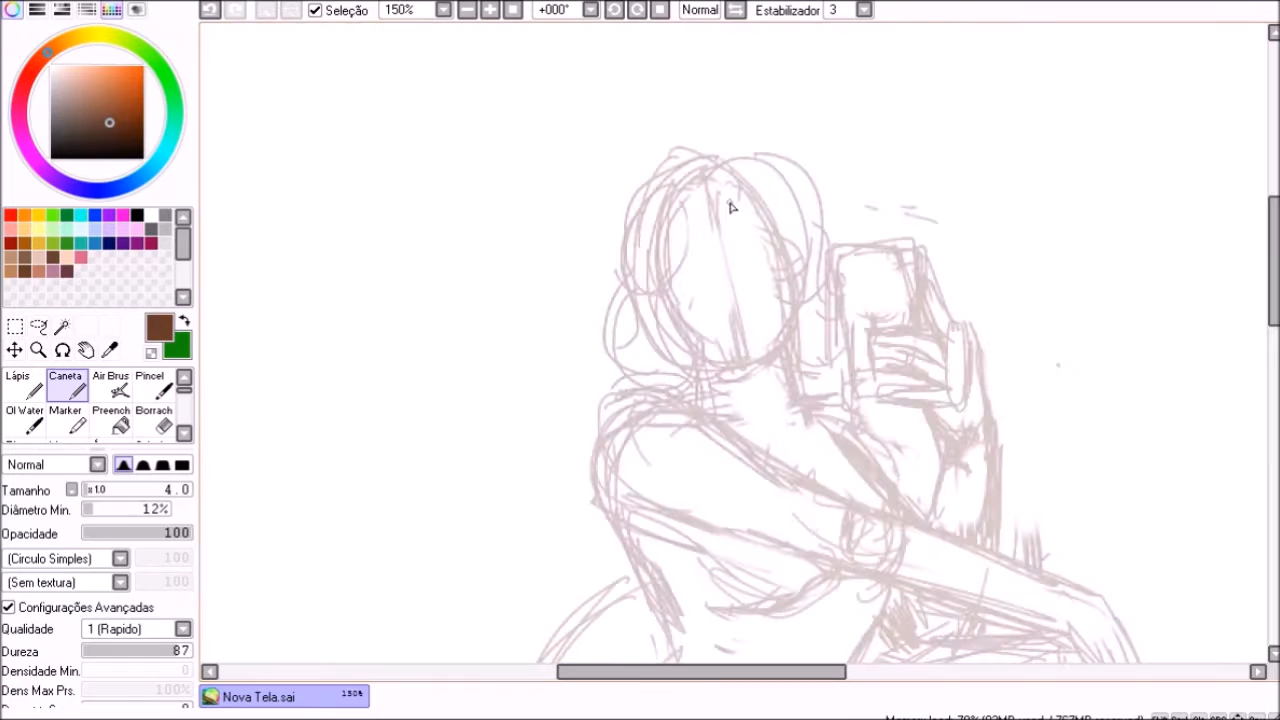 Seleção 150% +000° Normal Estabilizador 3
Lápis Caneta Air Brus Pincel
Ol Water Marker Preench Borrach
Normal
Tamanho x 1.0 4.0
Diâmetro Min. 12%
Opacidade 100
(Circulo Simples) 100
(Sem textura) 100
Configurações Avançadas
Qualidade 1 (Rapido)
Dureza 87
Densidade Min. 0
Dens Max Prs. 100%
Nova Tela.sai 150%